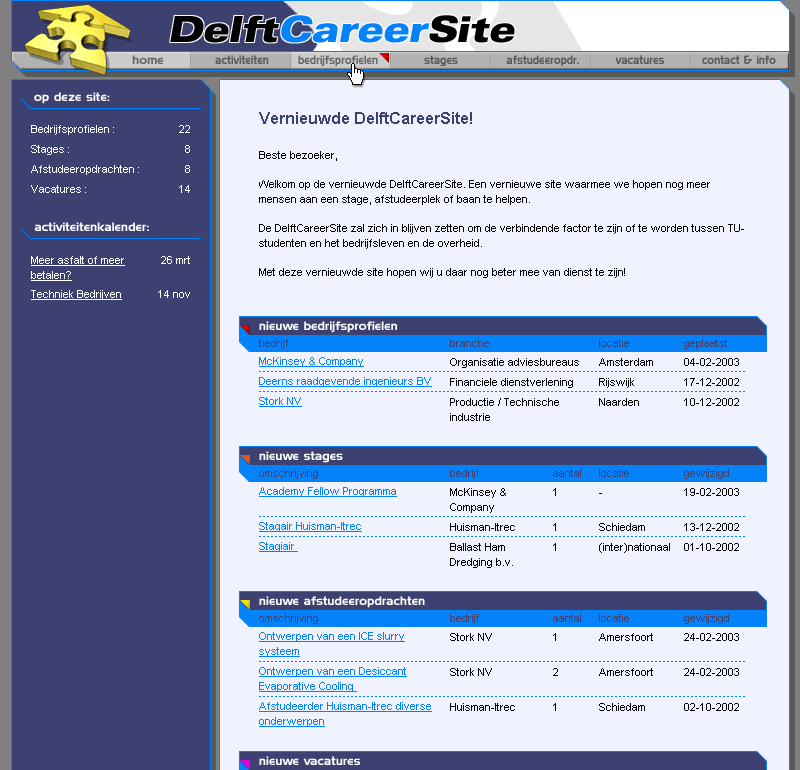 DelftCareerSite
home activiteiten bedrijfsprofielen stages afstudeeropdr. vacatures contact & info
op deze site:
Bedrijfsprofielen : 22
Stages : 8
Afstudeeropdrachten : 8
Vacatures : 14
activiteitenkalender:
Meer asfalt of meer 26 mrt
betalen?
Techniek Bedrijven 14 nov
Vernieuwde DelftCareerSite!
Beste bezoeker,
Welkom op de vernieuwde DelftCareerSite. Een vernieuwe site waarmee we hopen nog meer
mensen aan een stage, afstudeerplek of baan te helpen.
De DelftCareerSite zal zich in blijven zetten om de verbindende factor te zijn of te worden tussen TU-
studenten en het bedrijfsleven en de overheid.
Met deze vernieuwde site hopen wij u daar nog beter mee van dienst te zijn!
nieuwe bedrijfsprofielen
bedrijf branche locatie geplaatst
McKinsey & Company Organisatie adviesbureaus Amsterdam 04-02-2003
Deerns raadgevende ingenieurs BV Financiele dienstverlening Rijswijk 17-12-2002
Stork NV Productie / Technische Naarden 10-12-2002
industrie
nieuwe stages
omschrijving bedrijf aantal locatie gewijzigd
Academy Fellow Programma McKinsey & 1 - 19-02-2003
Company
Stagair Huisman-Itrec Huisman-Itrec 1 Schiedam 13-12-2002
Stagiair Ballast Ham 1 (inter)nationaal 01-10-2002
Dredging b.v.
nieuwe afstudeeropdrachten
omschrijving bedrijf aantal locatie gewijzigd
Ontwerpen van een ICE slurry Stork NV 1 Amersfoort 24-02-2003
systeem
Ontwerpen van een Desiccant Stork NV 2 Amersfoort 24-02-2003
Evaporative Cooling
Afstudeerder Huisman-Itrec diverse Huisman-Itrec 1 Schiedam 02-10-2002
onderwerpen
nieuwe vacatures